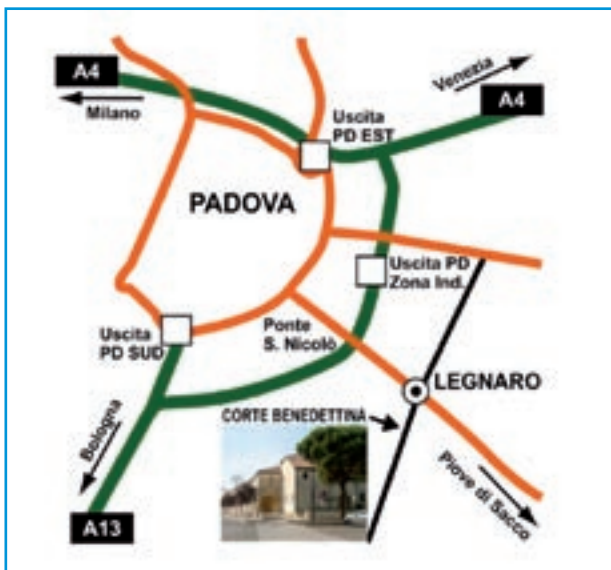 A4
Milano
Venezia
A4
Uscita
PD EST
PADOVA
Uscita PD
Zona Ind.
Uscita
PD SUD
Ponte
S. Nicolò
LEGNARO
CORTE BENEDETTINA
Bologna
Piove di Sacco
A13